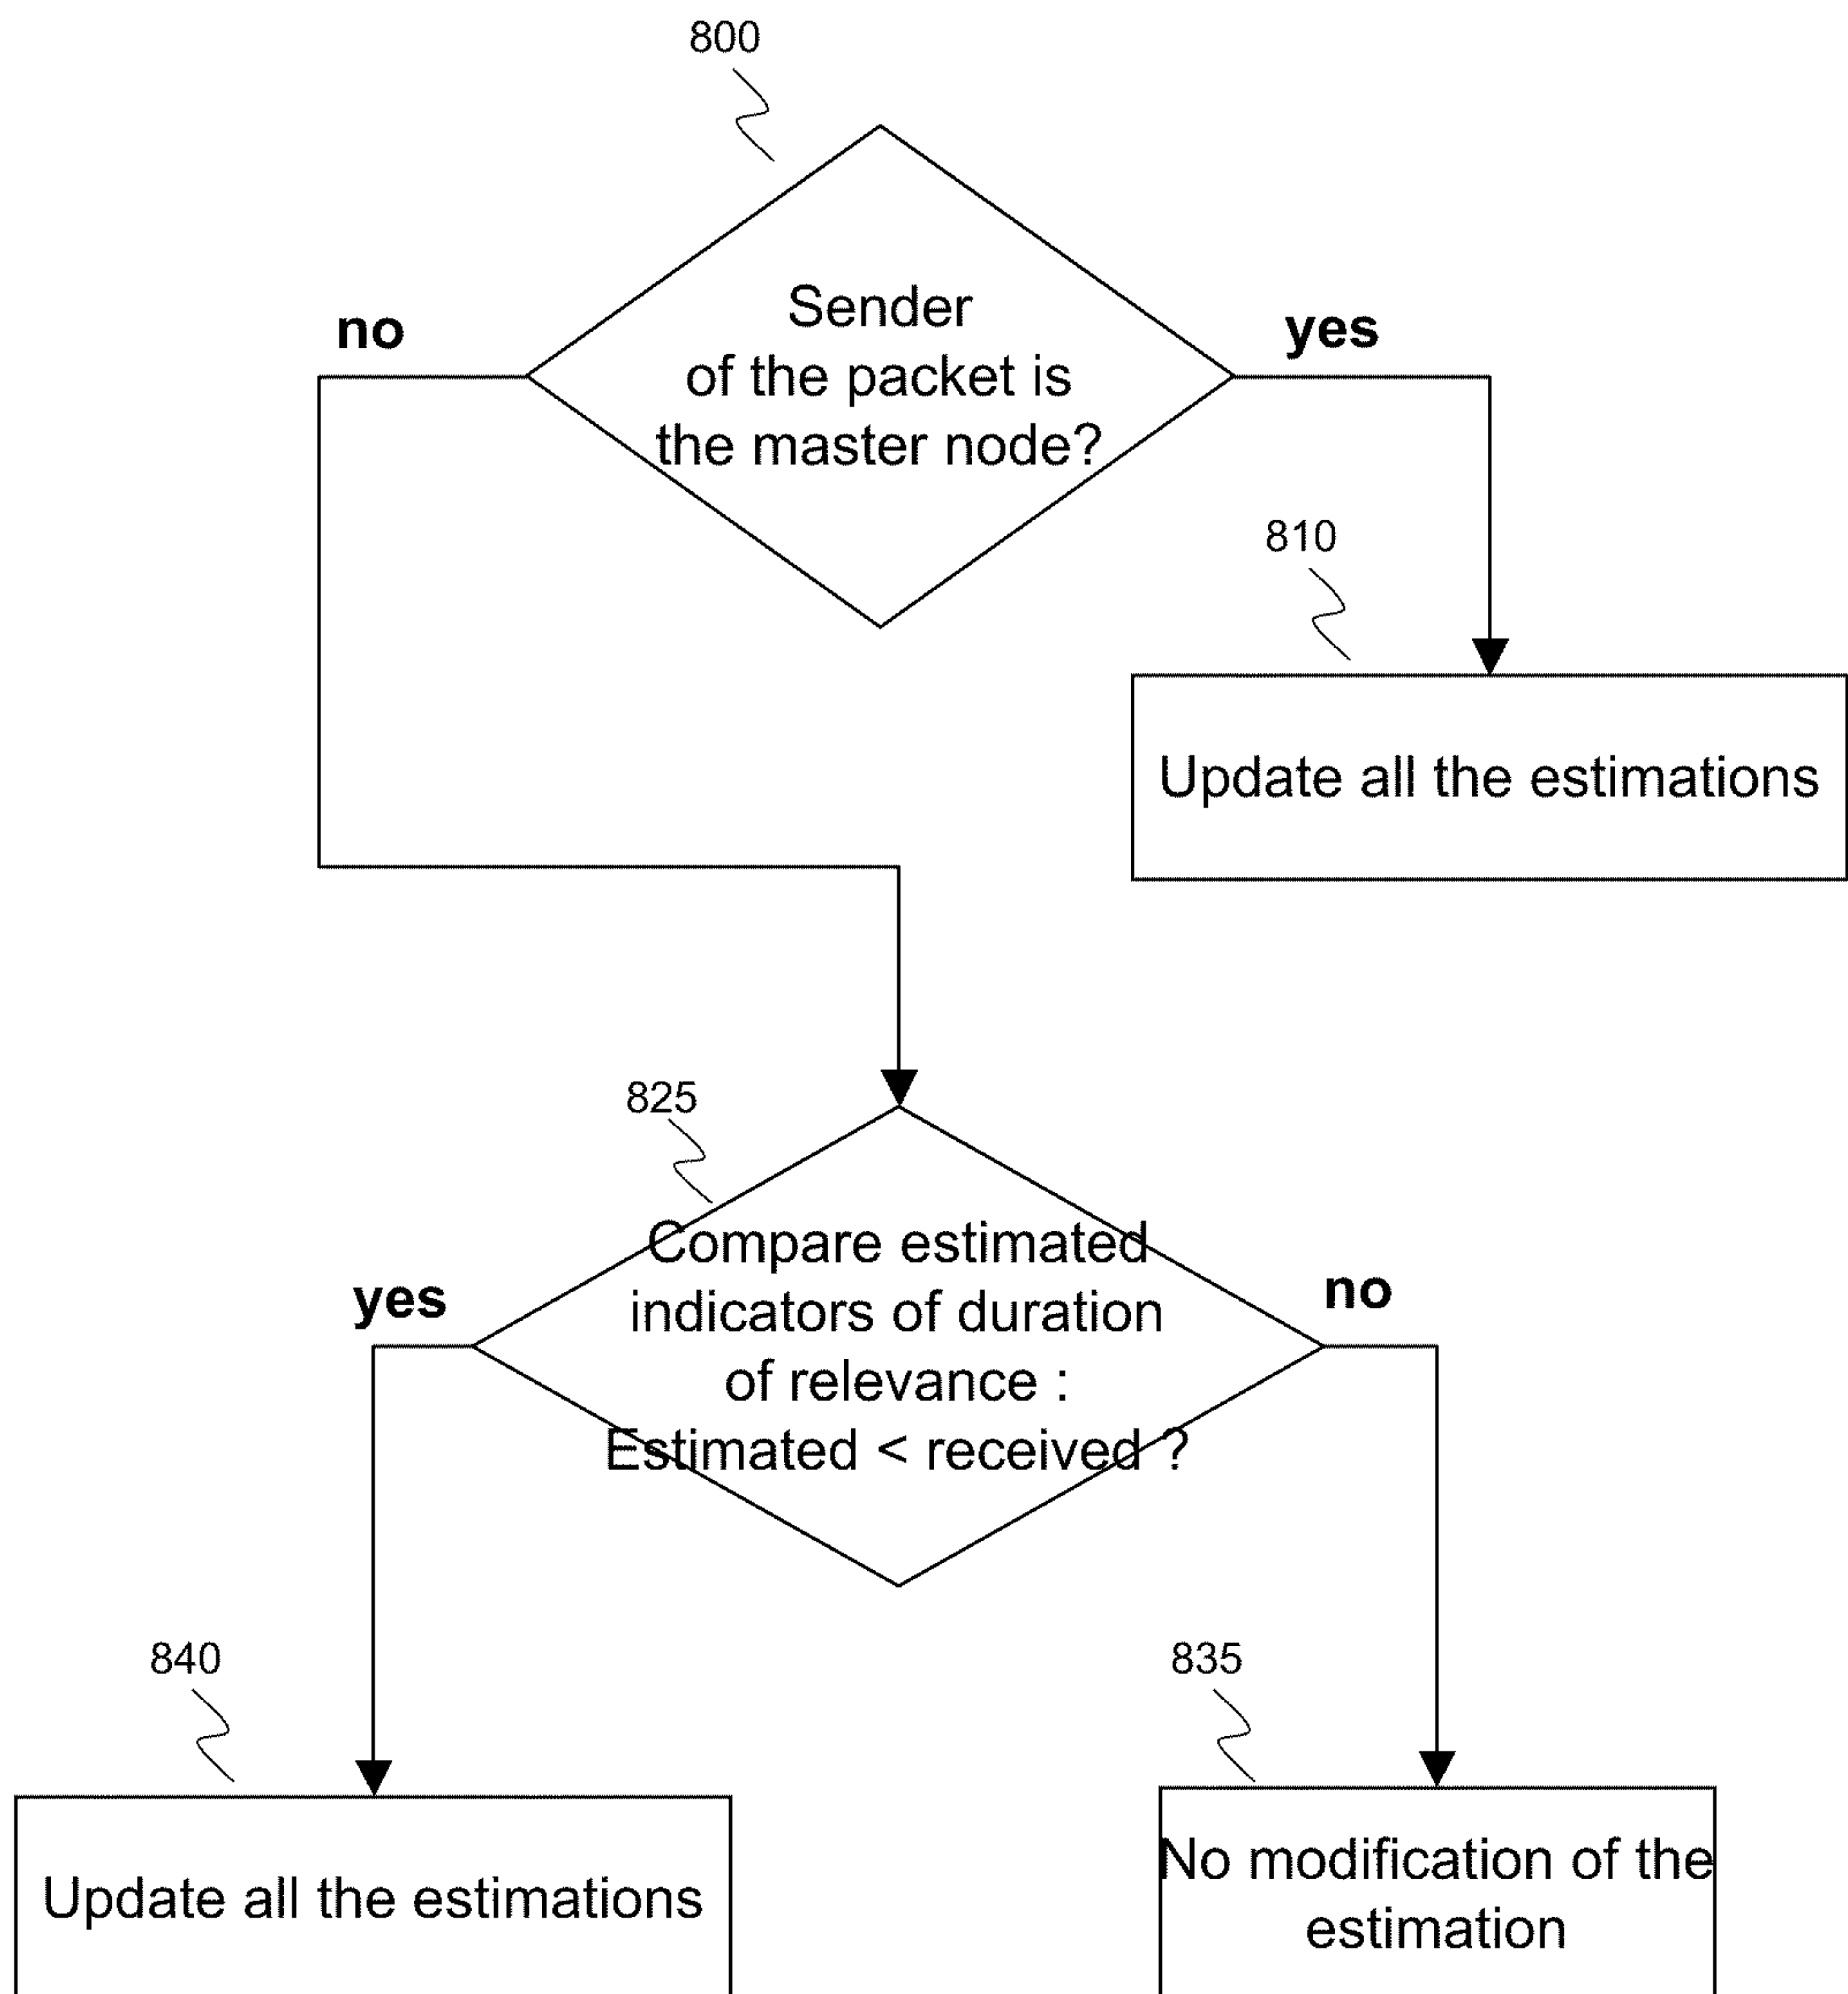 800
Sender
of the packet is
the master node?
no
yes
810
Update all the estimations
825
Compare estimated
indicators of duration
of relevance :
Estimated < received ?
yes
no
840
835
Update all the estimations
No modification of the
estimation